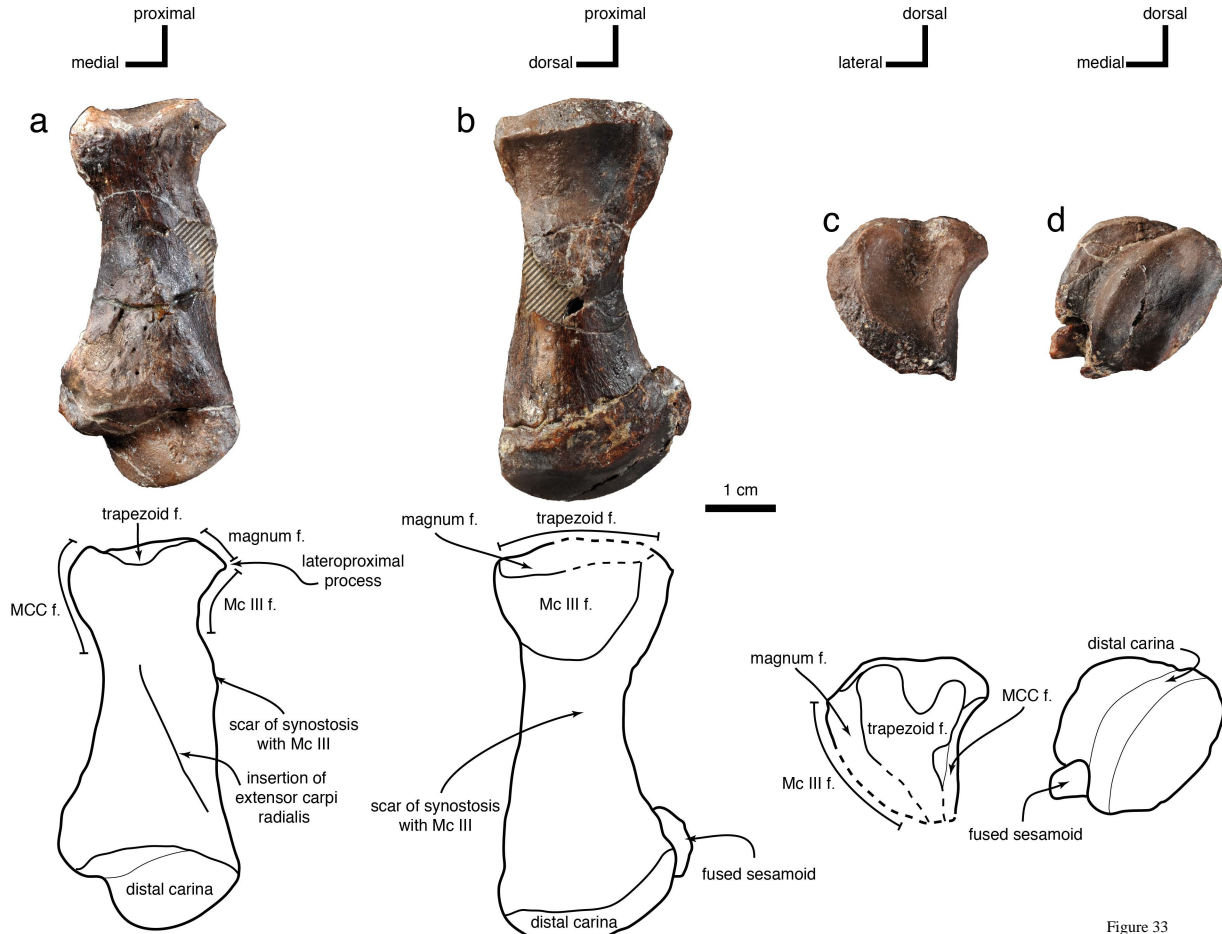 proximal
medial
proximal
dorsal
dorsal
lateral
dorsal
medial
a
b
c
d
1 cm
trapezoid f.
magnum f.
lateroproximal
process
MCC f.
Mc III f.
scar of synostosis
with Mc III
insertion of
extensor carpi
radialis
distal carina
magnum f.
trapezoid f.
Mc III f.
scar of synostosis
with Mc III
fused sesamoid
distal carina
magnum f.
MCC f.
trapezoid f.
Mc III f.
distal carina
fused sesamoid
Figure 33